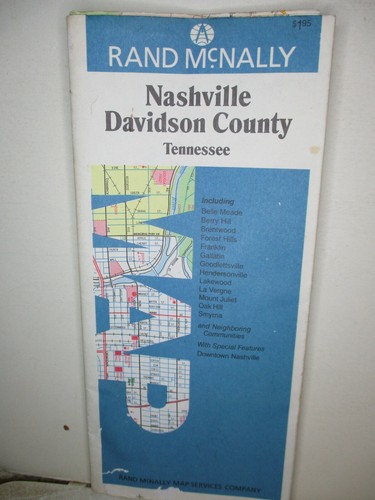 $1.95
RAND McNALLY
Nashville
Davidson County
Tennessee
MAP
Including
Belle Meade
Berry Hill
Brentwood
Forest Hills
Franklin
Gallatin
Goodlettsville
Hendersonville
Lakewood
La Vergne
Mount Juliet
Oak Hill
Smyrna
and Neighboring
Communities
With Special Features
Downtown Nashville
RAND McNALLY MAP SERVICES COMPANY